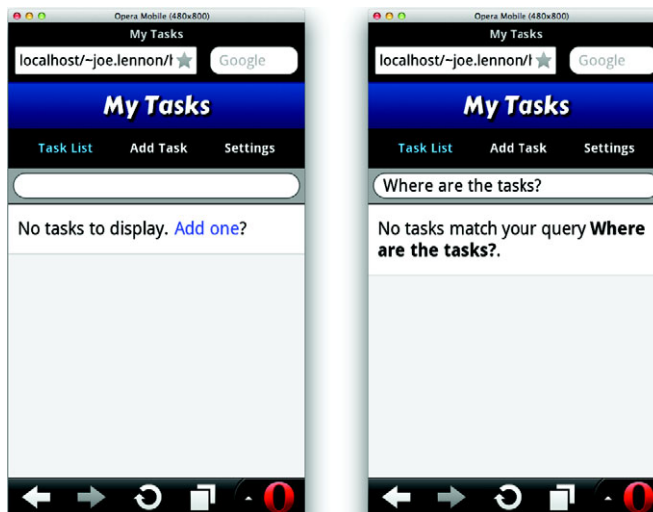 Opera Mobile (480x800)
My Tasks
localhost/~joe.lennon/h
Google
My Tasks
Task List Add Task Settings
No tasks to display. Add one?
Opera Mobile (480x800)
My Tasks
localhost/~joe.lennon/h
Google
My Tasks
Task List Add Task Settings
Where are the tasks?
No tasks match your query Where
are the tasks?.